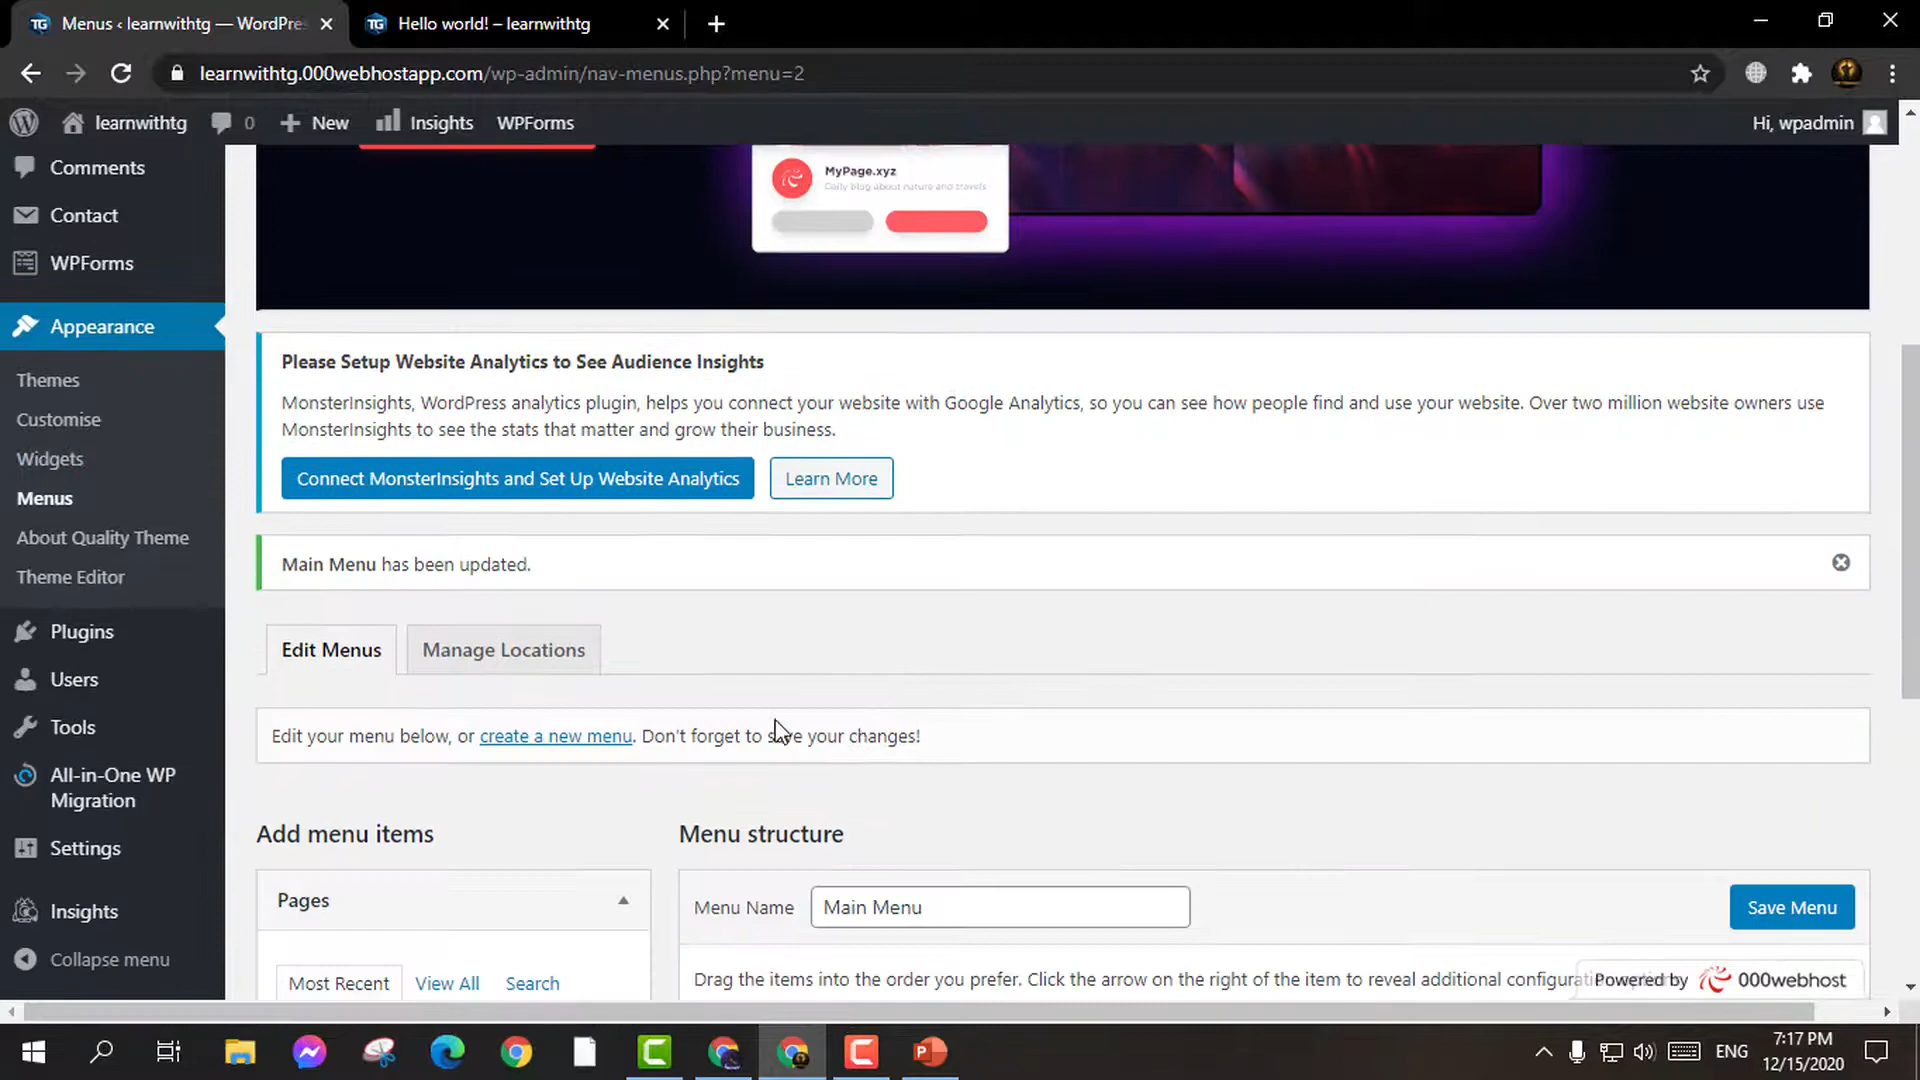 Menus ‹ learnwithtg — WordPre
Hello world! – learnwithtg
learnwithtg.000webhostapp.com/wp-admin/nav-menus.php?menu=2
learnwithtg
0
New
Insights
WPForms
Hi, wpadmin
Comments
Contact
WPForms
Appearance
Themes
Customise
Widgets
Menus
About Quality Theme
Theme Editor
Plugins
Users
Tools
All-in-One WP
Migration
Settings
Insights
Collapse menu
MyPage.xyz
Daily blog about nature and travels
Please Setup Website Analytics to See Audience Insights
MonsterInsights, WordPress analytics plugin, helps you connect your website with Google Analytics, so you can see how people find and use your website. Over two million website owners use
MonsterInsights to see the stats that matter and grow their business.
Connect MonsterInsights and Set Up Website Analytics
Learn More
Main Menu has been updated.
Edit Menus
Manage Locations
Edit your menu below, or create a new menu. Don't forget to save your changes!
Add menu items
Menu structure
Pages
Menu Name
Main Menu
Save Menu
Most Recent
View All
Search
Drag the items into the order you prefer. Click the arrow on the right of the item to reveal additional
Powered by
000webhost
ENG
7:17 PM
12/15/2020